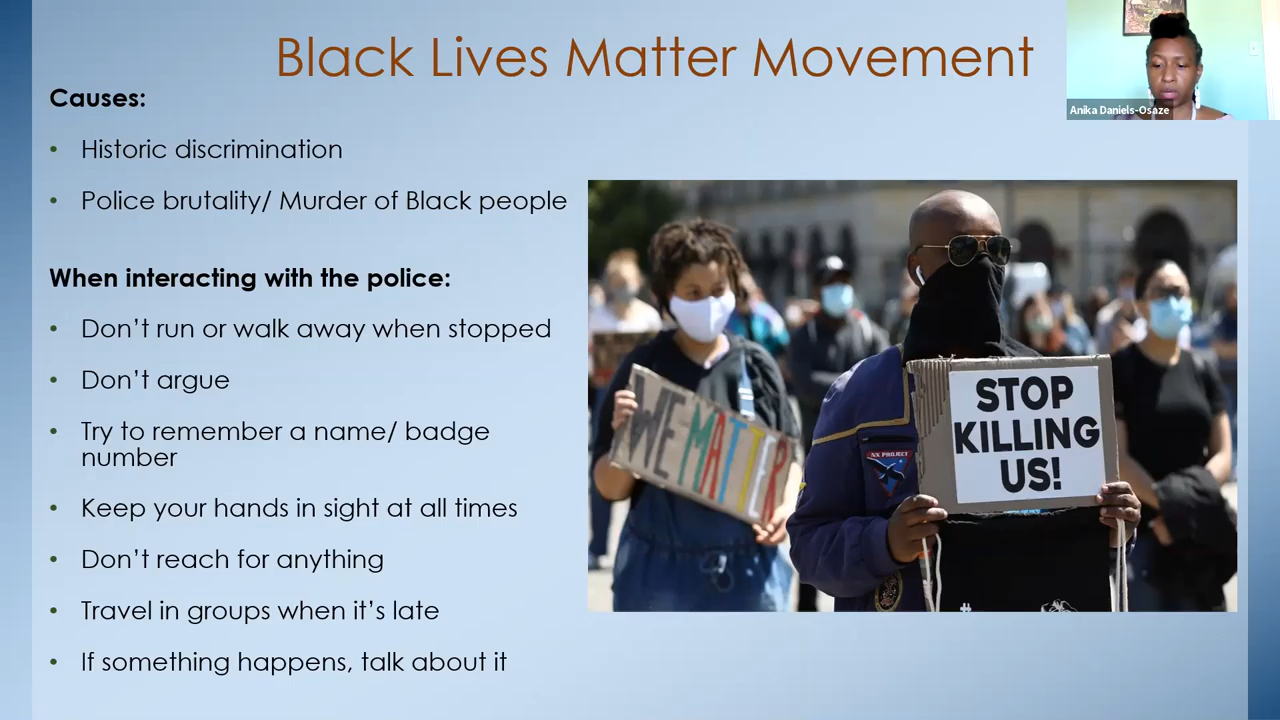 Black Lives Matter Movement
Anika Daniels-Osaze
Causes:
• Historic discrimination
• Police brutality/ Murder of Black people
When interacting with the police:
• Don’t run or walk away when stopped
• Don’t argue
• Try to remember a name/ badge
number
• Keep your hands in sight at all times
• Don’t reach for anything
• Travel in groups when it’s late
• If something happens, talk about it
WE MATTER
NX PROJECT
STOP
KILLING
US!
#